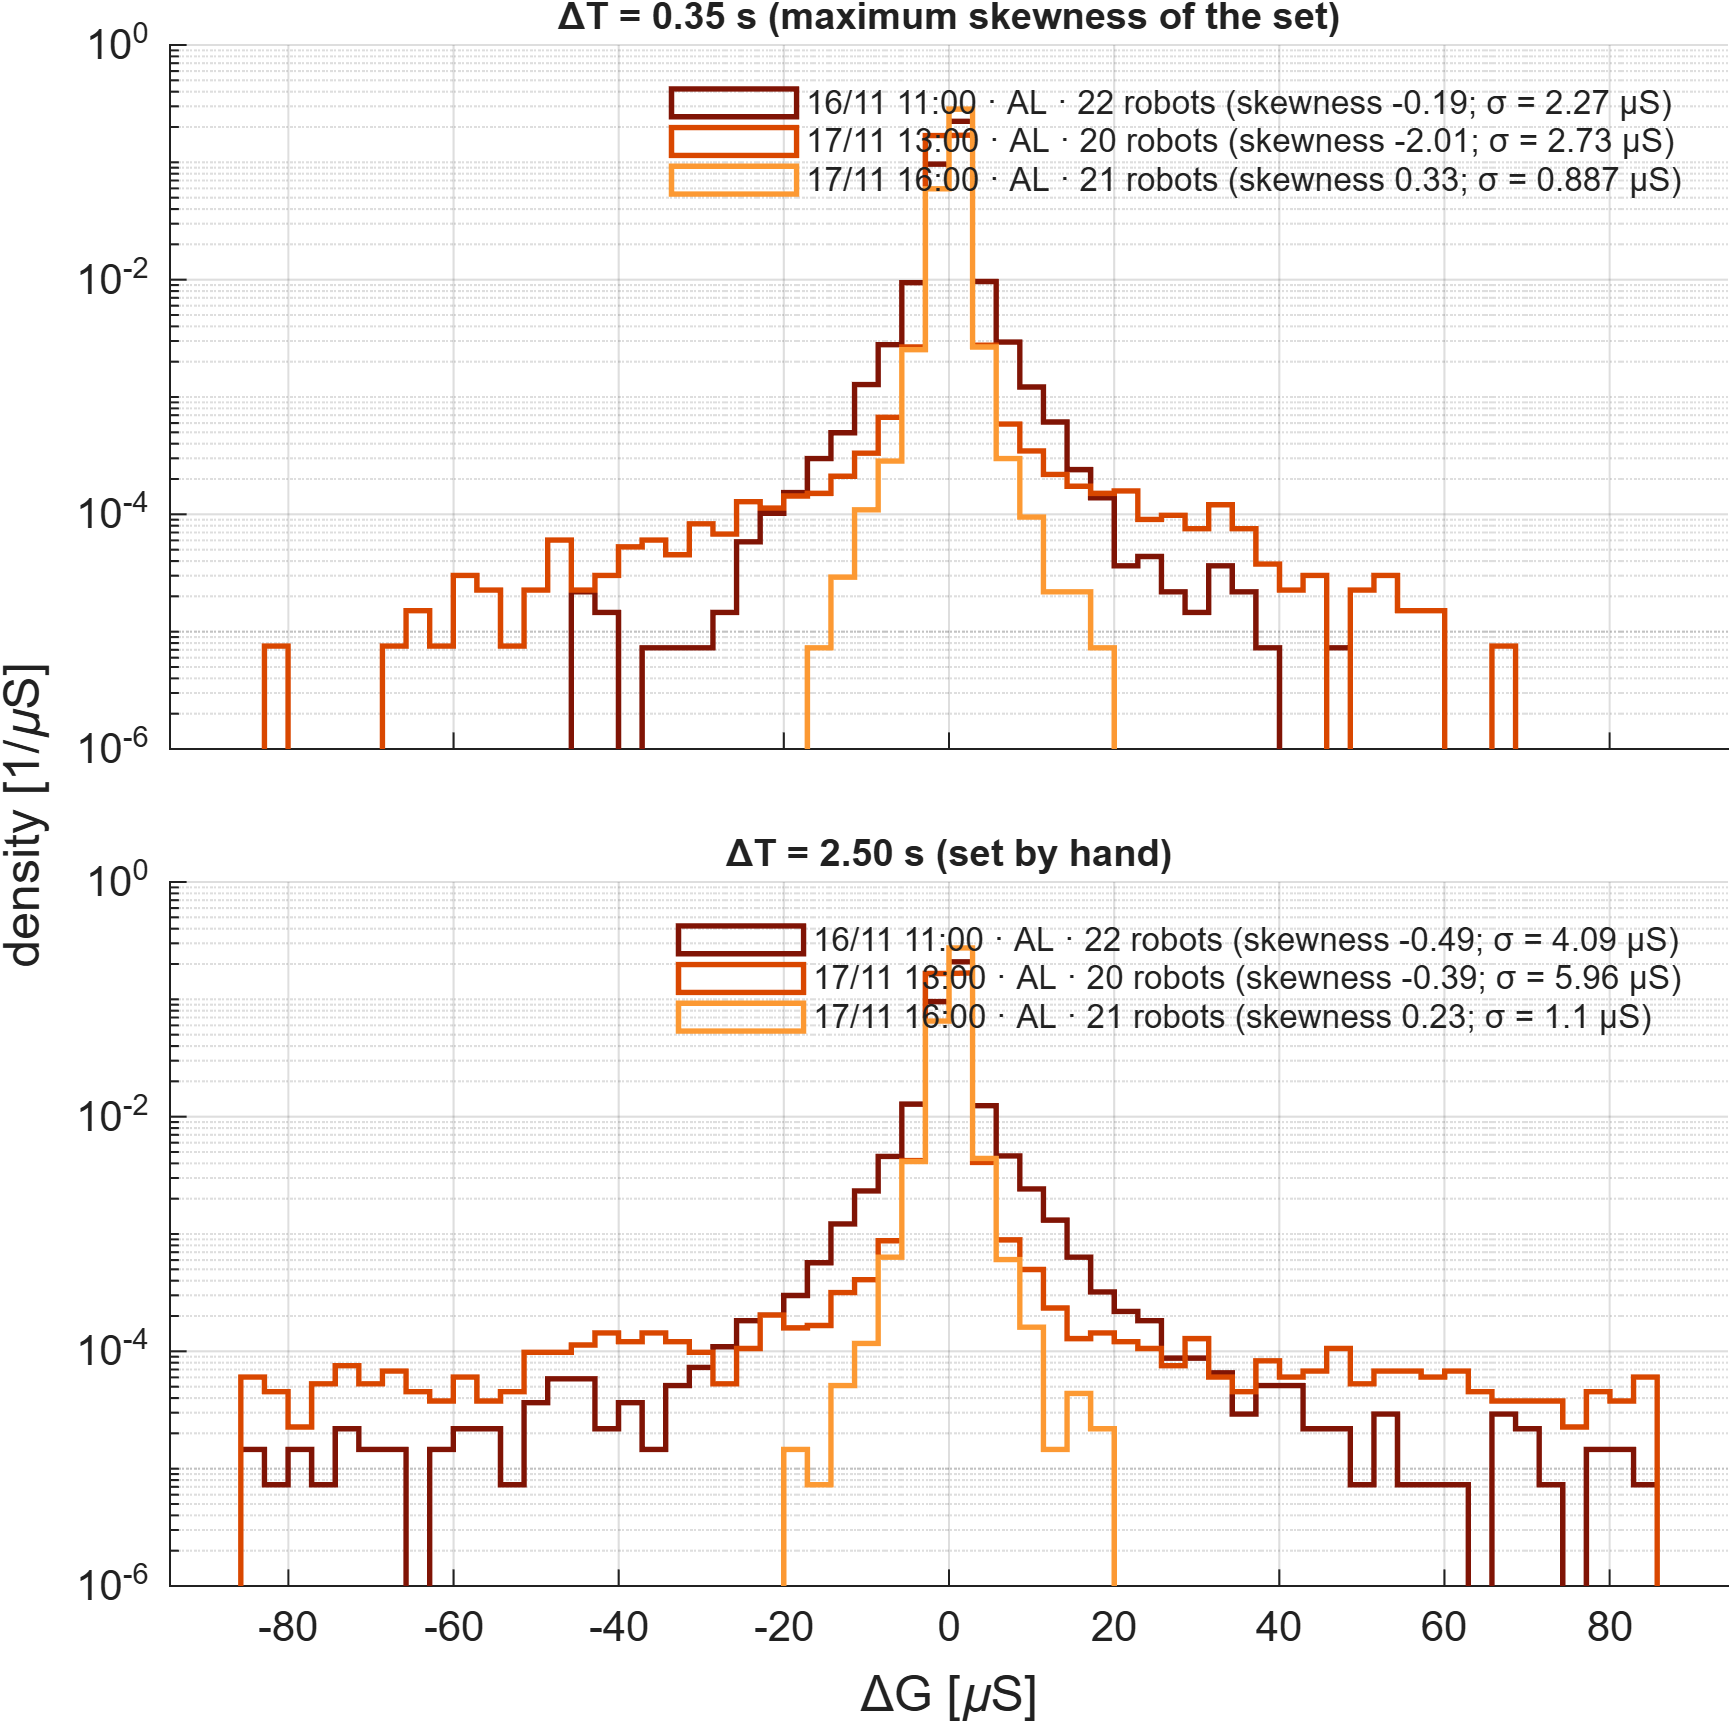 ΔT = 0.35 s (maximum skewness of the set)
10⁰
16/11 11:00 · AL · 22 robots (skewness -0.19; σ = 2.27 µS)
17/11 13:00 · AL · 20 robots (skewness -2.01; σ = 2.73 µS)
17/11 16:00 · AL · 21 robots (skewness 0.33; σ = 0.887 µS)
10⁻²
10⁻⁴
10⁻⁶
density [1/µS]
ΔT = 2.50 s (set by hand)
10⁰
16/11 11:00 · AL · 22 robots (skewness -0.49; σ = 4.09 µS)
17/11 13:00 · AL · 20 robots (skewness -0.39; σ = 5.96 µS)
17/11 16:00 · AL · 21 robots (skewness 0.23; σ = 1.1 µS)
10⁻²
10⁻⁴
10⁻⁶
-80 -60 -40 -20 0 20 40 60 80
ΔG [µS]